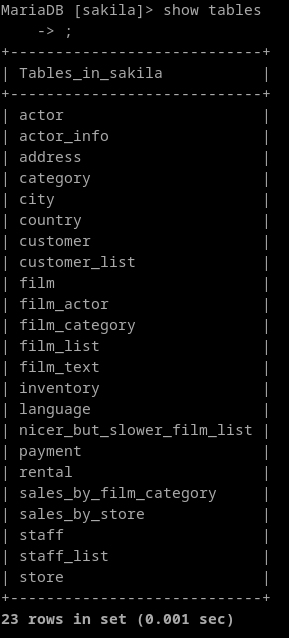 MariaDB [sakila]> show tables
    -> ;
+----------------------------+
| Tables_in_sakila           |
+----------------------------+
| actor                      |
| actor_info                 |
| address                    |
| category                   |
| city                       |
| country                    |
| customer                   |
| customer_list              |
| film                       |
| film_actor                 |
| film_category              |
| film_list                  |
| film_text                  |
| inventory                  |
| language                   |
| nicer_but_slower_film_list |
| payment                    |
| rental                     |
| sales_by_film_category     |
| sales_by_store             |
| staff                      |
| staff_list                 |
| store                      |
+----------------------------+
23 rows in set (0.001 sec)